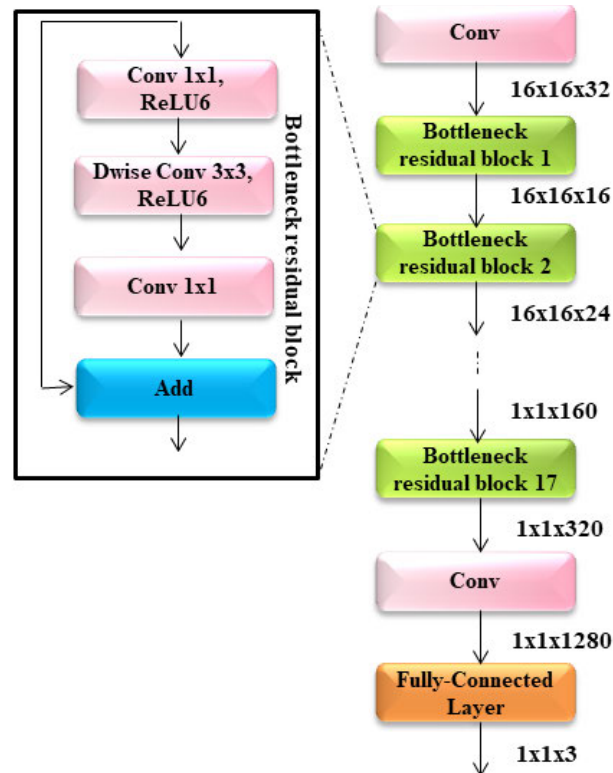 Conv 1x1,
ReLU6
Dwise Conv 3x3,
ReLU6
Conv 1x1
Add
Bottleneck residual block
Conv
16x16x32
Bottleneck
residual block 1
16x16x16
Bottleneck
residual block 2
16x16x24
1x1x160
Bottleneck
residual block 17
1x1x320
Conv
1x1x1280
Fully-Connected
Layer
1x1x3